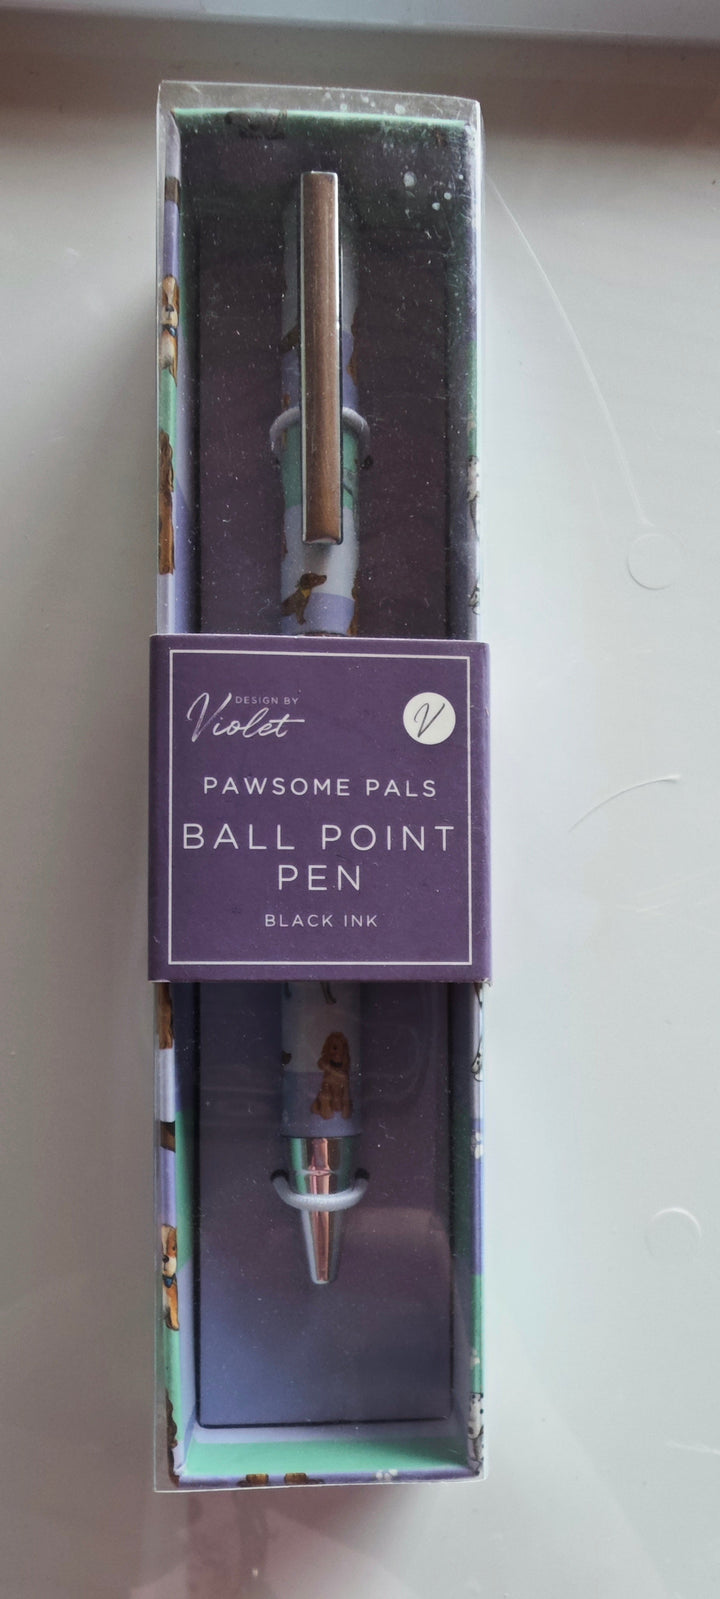 DESIGN BY
Violet
V
PAWSOME PALS
BALL POINT
PEN
BLACK INK